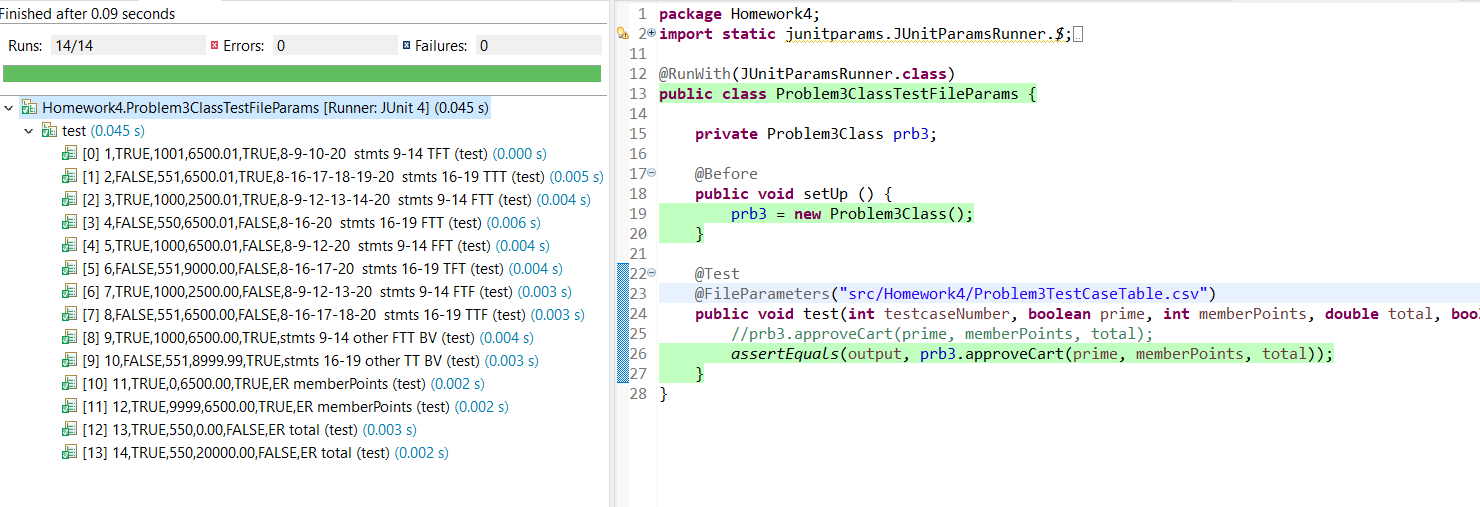 Finished after 0.09 seconds
Runs: 14/14 Errors: 0 Failures: 0
Homework4.Problem3ClassTestFileParams [Runner: JUnit 4] (0.045 s)
test (0.045 s)
[0] 1,TRUE,1001,6500.01,TRUE,8-9-10-20  stmts 9-14 TFT (test) (0.000 s)
[1] 2,FALSE,551,6500.01,TRUE,8-16-17-18-19-20  stmts 16-19 TTT (test) (0.005 s)
[2] 3,TRUE,1000,2500.01,TRUE,8-9-12-13-14-20  stmts 9-14 FTT (test) (0.004 s)
[3] 4,FALSE,550,6500.01,FALSE,8-16-20  stmts 16-19 FTT (test) (0.006 s)
[4] 5,TRUE,1000,6500.01,FALSE,8-9-12-20  stmts 9-14 FFT (test) (0.004 s)
[5] 6,FALSE,551,9000.00,FALSE,8-16-17-20  stmts 16-19 TFT (test) (0.004 s)
[6] 7,TRUE,1000,2500.00,FALSE,8-9-12-13-20  stmts 9-14 FTF (test) (0.003 s)
[7] 8,FALSE,551,6500.00,FALSE,8-16-17-18-20  stmts 16-19 TTF (test) (0.003 s)
[8] 9,TRUE,1000,6500.00,TRUE,stmts 9-14 other FTT BV (test) (0.004 s)
[9] 10,FALSE,551,8999.99,TRUE,stmts 16-19 other TT BV (test) (0.003 s)
[10] 11,TRUE,0,6500.00,TRUE,ER memberPoints (test) (0.002 s)
[11] 12,TRUE,9999,6500.00,TRUE,ER memberPoints (test) (0.002 s)
[12] 13,TRUE,550,0.00,FALSE,ER total (test) (0.003 s)
[13] 14,TRUE,550,20000.00,FALSE,ER total (test) (0.002 s)
1 package Homework4;
2 import static junitparams.JUnitParamsRunner.$;
11
12 @RunWith(JUnitParamsRunner.class)
13 public class Problem3ClassTestFileParams {
14
15 private Problem3Class prb3;
16
17 @Before
18 public void setUp () {
19 prb3 = new Problem3Class();
20 }
21
22 @Test
23 @FileParameters("src/Homework4/Problem3TestCaseTable.csv")
24 public void test(int testcaseNumber, boolean prime, int memberPoints, double total, bool
25 //prb3.approveCart(prime, memberPoints, total);
26 assertEquals(output, prb3.approveCart(prime, memberPoints, total));
27 }
28 }